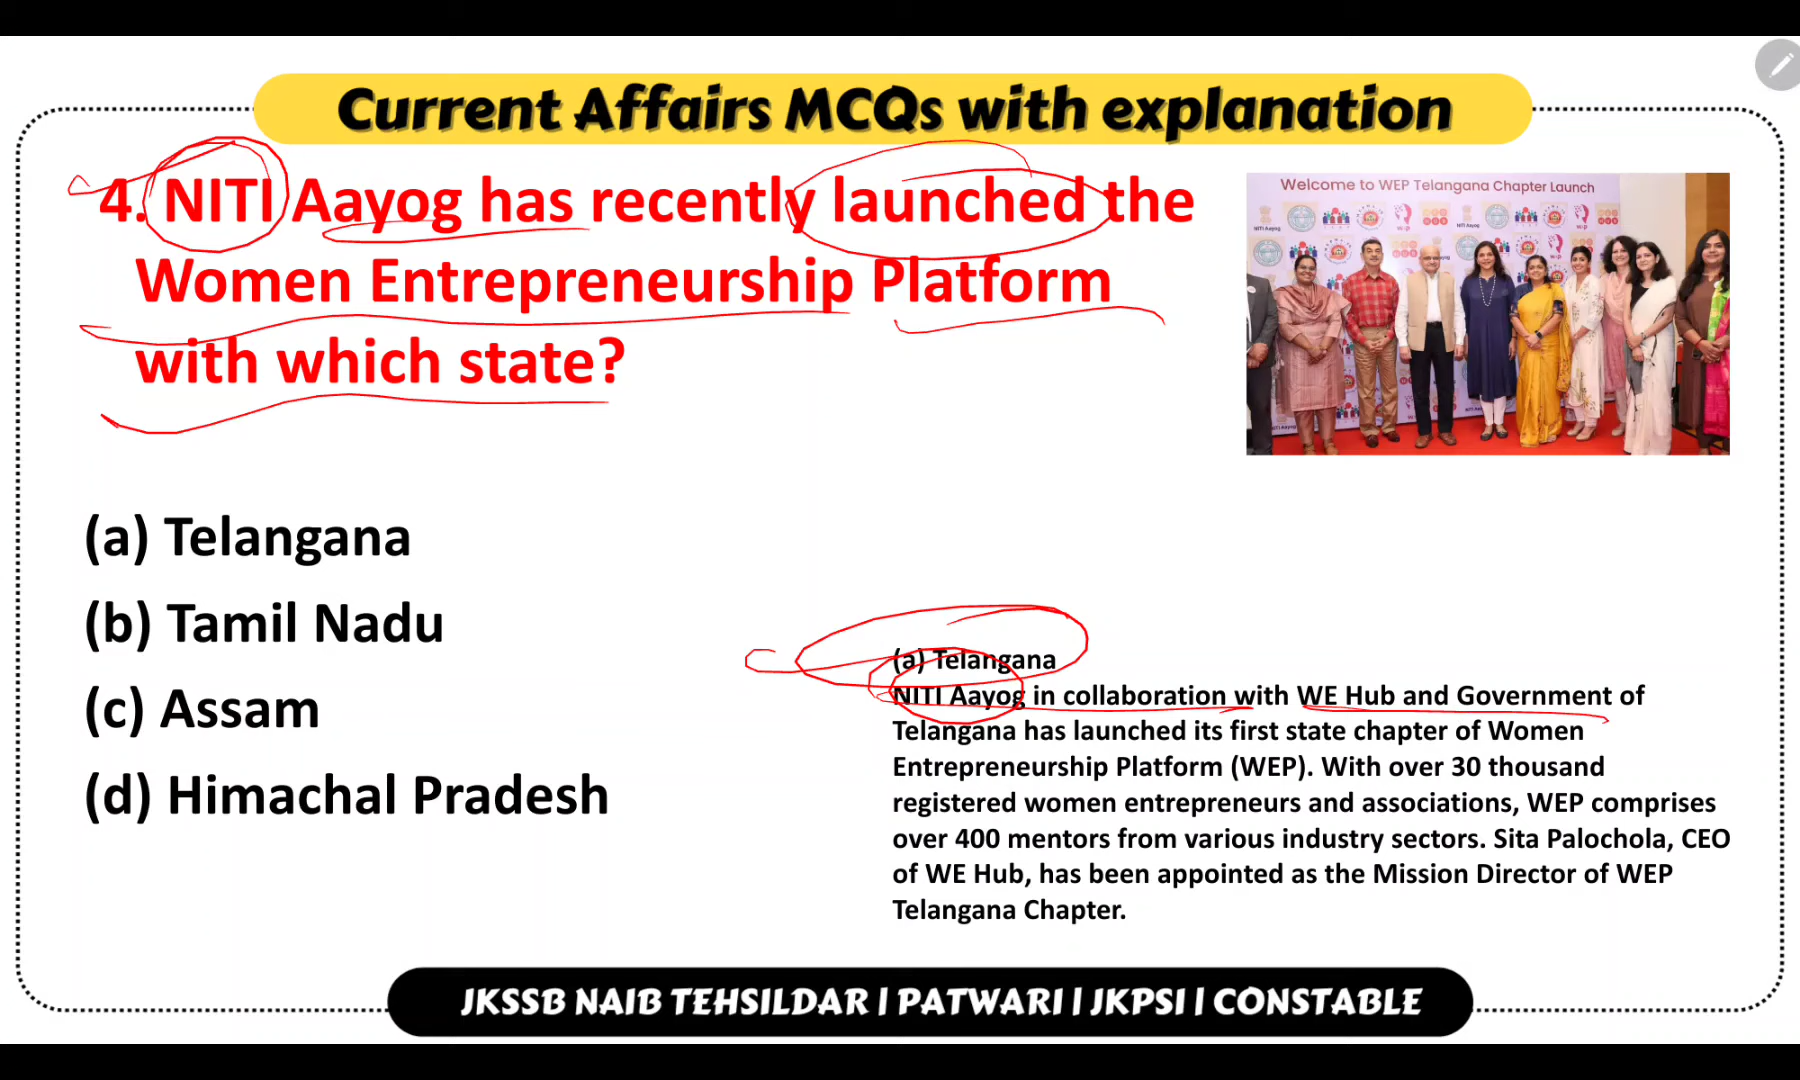 Current Affairs MCQs with explanation
4. NITI Aayog has recently launched the
Women Entrepreneurship Platform
with which state?
Welcome to WEP Telangana Chapter Launch
NITI Aayog
NITI Aayog
(a) Telangana
(b) Tamil Nadu
(c) Assam
(d) Himachal Pradesh
(a) Telangana
NITI Aayog in collaboration with WE Hub and Government of
Telangana has launched its first state chapter of Women
Entrepreneurship Platform (WEP). With over 30 thousand
registered women entrepreneurs and associations, WEP comprises
over 400 mentors from various industry sectors. Sita Palochola, CEO
of WE Hub, has been appointed as the Mission Director of WEP
Telangana Chapter.
JKSSB NAIB TEHSILDAR | PATWARI | JKPSI | CONSTABLE